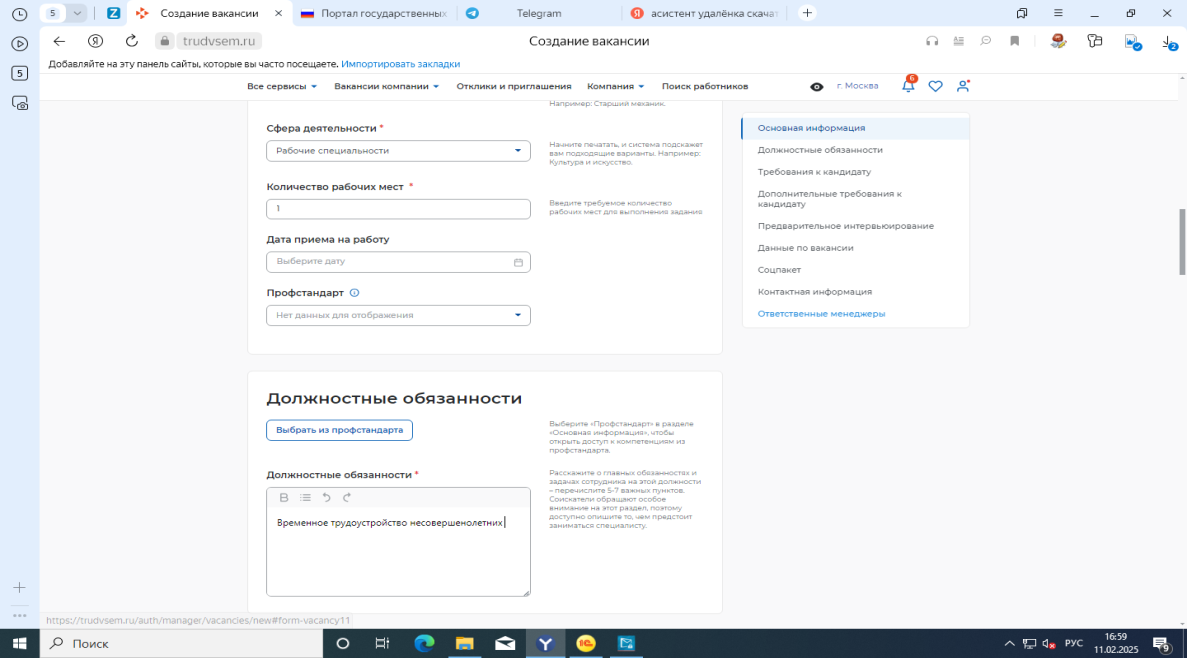 5
Z
Создание вакансии
Портал государственных
Telegram
Я
асистент удалёнка скачат
Я
trudvsem.ru
Создание вакансии
2
Добавляйте на эту панель сайты, которые вы часто посещаете. Импортировать закладки
5
Все сервисы
Вакансии компании
Отклики и приглашения
Компания
Поиск работников
г. Москва
6
Например: Старший механик.
Сфера деятельности *
Рабочие специальности
Начните печатать, и система подскажет
вам подходящие варианты. Например:
Культура и искусство.
Количество рабочих мест *
1
Введите требуемое количество
рабочих мест для выполнения задания
Дата приема на работу
Выберите дату
Профстандарт
Нет данных для отображения
Основная информация
Должностные обязанности
Требования к кандидату
Дополнительные требования к
кандидату
Предварительное интервьюирование
Данные по вакансии
Соцпакет
Контактная информация
Ответственные менеджеры
Должностные обязанности
Выбрать из профстандарта
Выберите «Профстандарт» в разделе
«Основная информация», чтобы
открыть доступ к компетенциям из
профстандарта.
Должностные обязанности *
B
Временное трудоустройство несовершенолетних
Расскажите о главных обязанностях и
задачах сотрудника на этой должности
– перечислите 5-7 важных пунктов.
Соискатели обращают особое
внимание на этот раздел, поэтому
доступно опишите то, чем предстоит
заниматься специалисту.
https://trudvsem.ru/auth/manager/vacancies/new#form-vacancy11
Поиск
РУС
16:59
11.02.2025
9